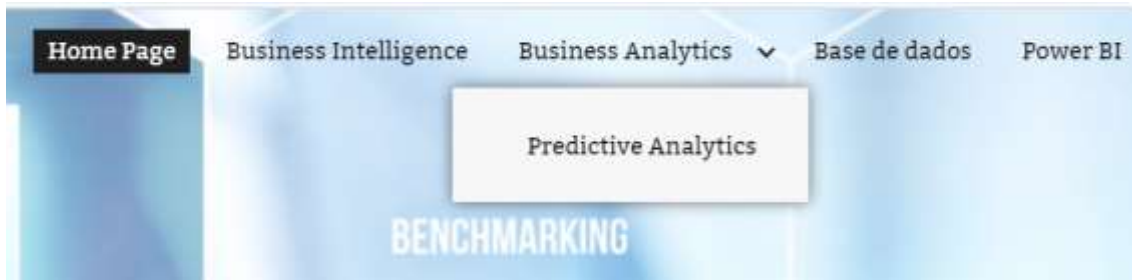 Home Page Business Intelligence Business Analytics Base de dados Power BI
Predictive Analytics
BENCHMARKING